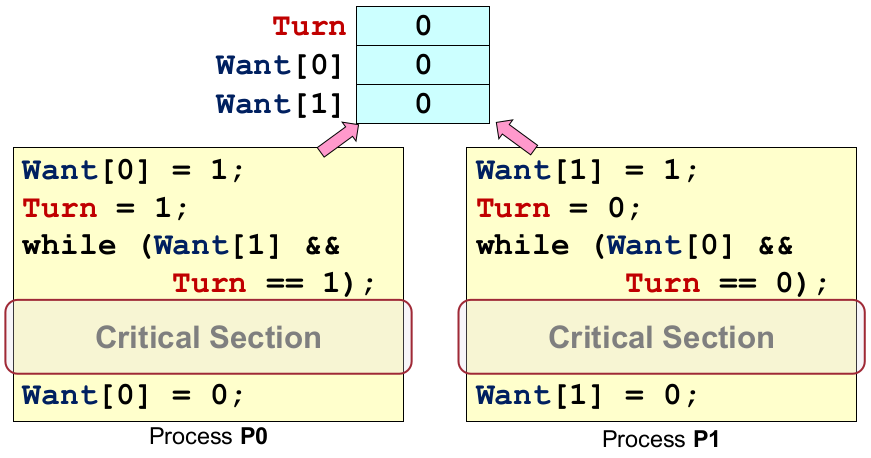 Turn 0
Want[0] 0
Want[1] 0
Want[0] = 1;
Turn = 1;
while (Want[1] &&
Turn == 1);
Critical Section
Want[0] = 0;
Process P0
Want[1] = 1;
Turn = 0;
while (Want[0] &&
Turn == 0);
Critical Section
Want[1] = 0;
Process P1